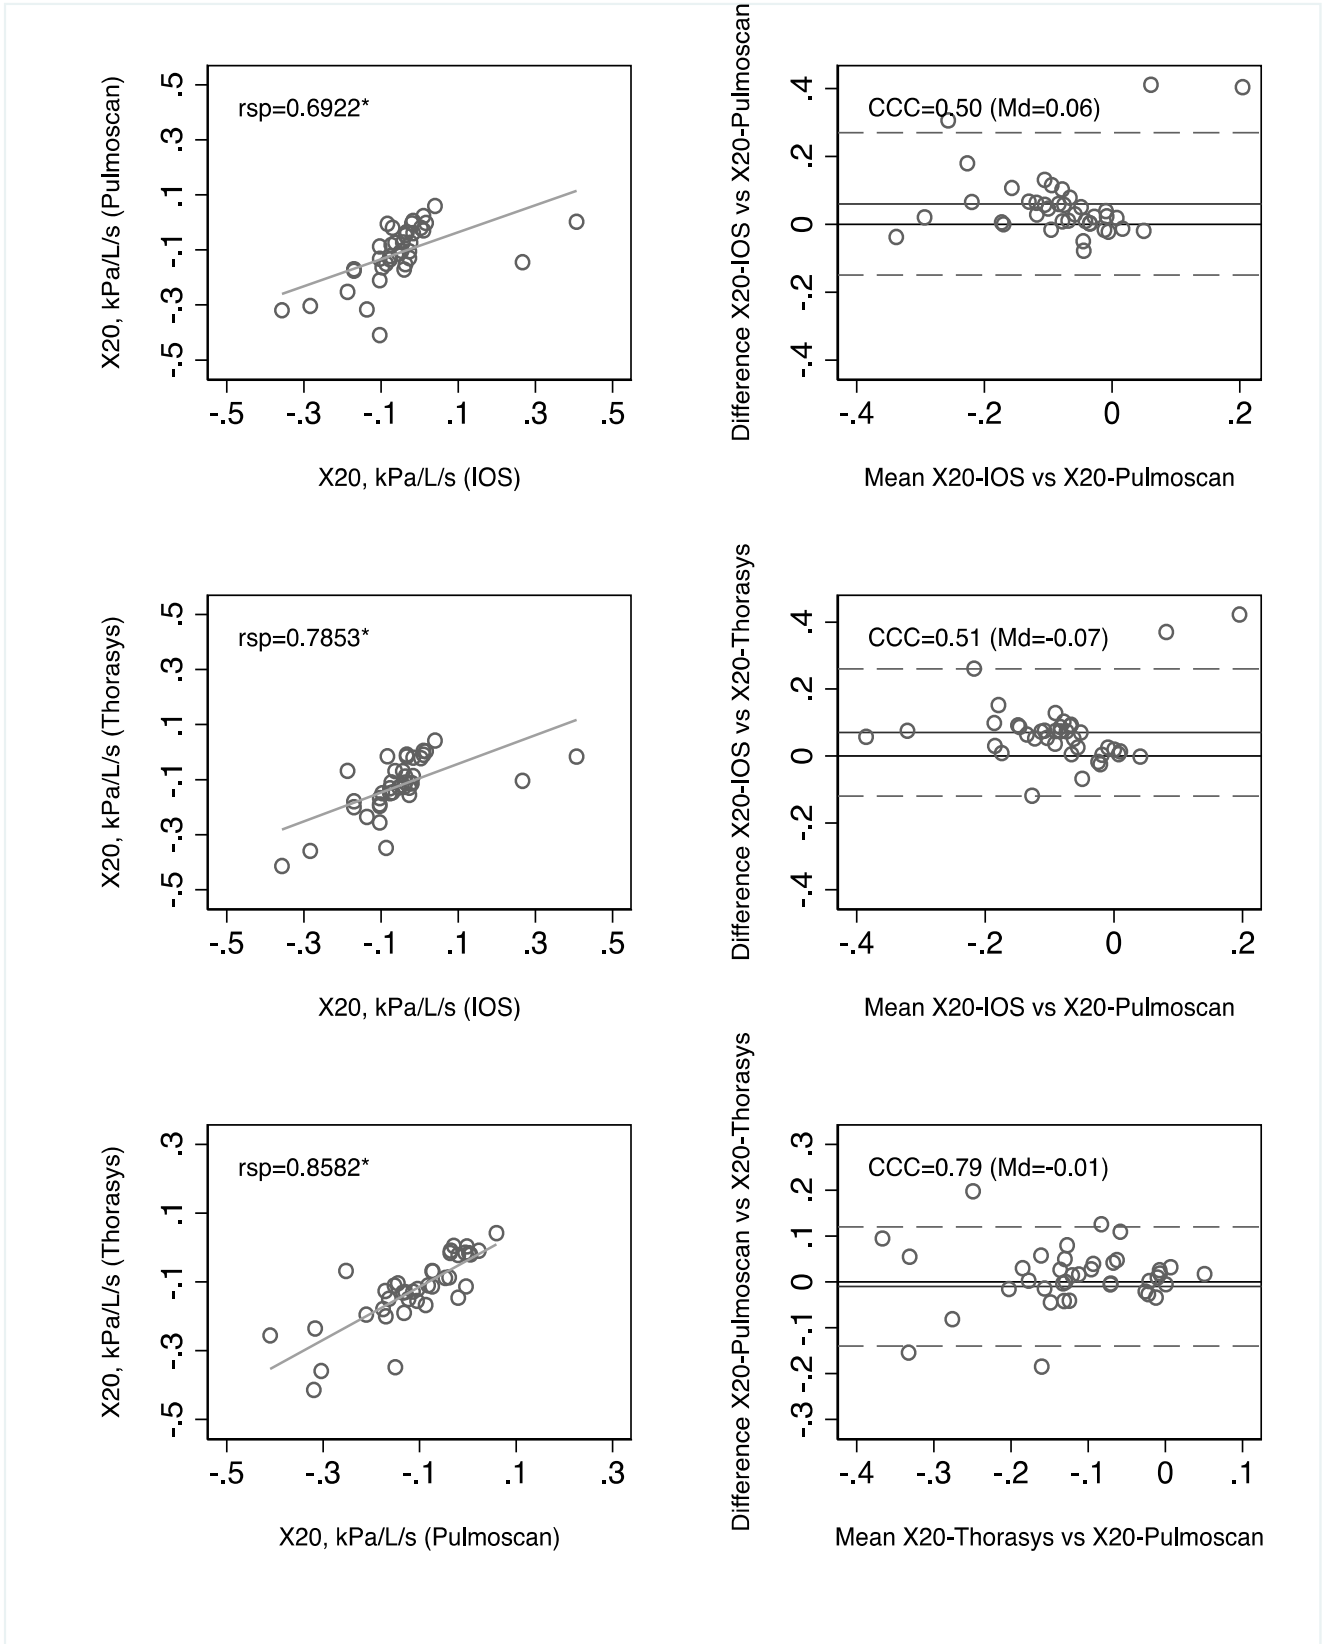 rsp=0.6922*
X20, kPa/L/s (Pulmoscan)
.5
.3
.1
-.1
-.3
-.5
-.5 -.3 -.1 .1 .3 .5
X20, kPa/L/s (IOS)
CCC=0.50 (Md=0.06)
Difference X20-IOS vs X20-Pulmoscan
.4
.2
0
-.2
-.4
-.4 -.2 0 .2
Mean X20-IOS vs X20-Pulmoscan
rsp=0.7853*
X20, kPa/L/s (Thorasys)
.5
.3
.1
-.1
-.3
-.5
-.5 -.3 -.1 .1 .3 .5
X20, kPa/L/s (IOS)
CCC=0.51 (Md=-0.07)
Difference X20-IOS vs X20-Thorasys
.4
.2
0
-.2
-.4
-.4 -.2 0 .2
Mean X20-IOS vs X20-Pulmoscan
rsp=0.8582*
X20, kPa/L/s (Thorasys)
.3
.1
-.1
-.3
-.5
-.5 -.3 -.1 .1 .3
X20, kPa/L/s (Pulmoscan)
CCC=0.79 (Md=-0.01)
Difference X20-Pulmoscan vs X20-Thorasys
.3
.2
.1
0
-.1
-.2
-.3
-.4 -.3 -.2 -.1 0 .1
Mean X20-Thorasys vs X20-Pulmoscan